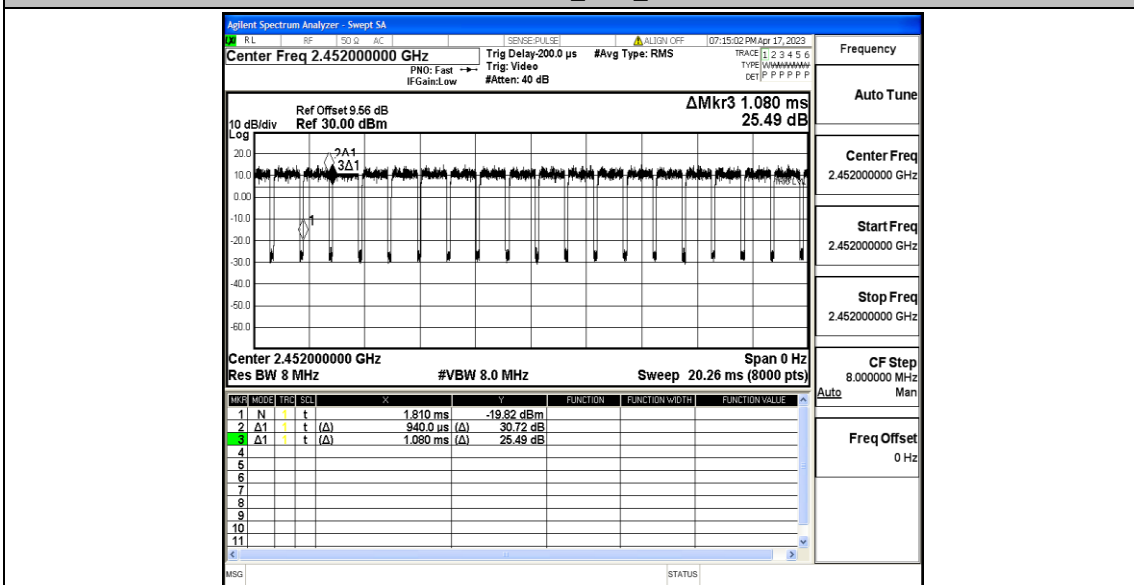 Agilent Spectrum Analyzer - Swept SA
RL RF 50 Ω AC SENSE:PULSE ALIGN OFF 07:15:02 PM Apr 17, 2023
Center Freq 2.452000000 GHz Trig Delay-200.0 µs #Avg Type: RMS TRACE 1 2 3 4 5 6
PNO: Fast Trig: Video TYPE
IFGain:Low #Atten: 40 dB DET P P P P P P
ΔMkr3 1.080 ms
Ref Offset 9.56 dB
10 dB/div Ref 30.00 dBm 25.49 dB
Log
20.0
10.0
0.00
-10.0
-20.0
-30.0
-40.0
-50.0
-60.0
2Δ1
3Δ1
1
Center 2.452000000 GHz Span 0 Hz
Res BW 8 MHz #VBW 8.0 MHz Sweep 20.26 ms (8000 pts)
MKR MODE TRC SCL X Y FUNCTION FUNCTION WIDTH FUNCTION VALUE
1 N 1 t 1.810 ms -19.82 dBm
2 Δ1 1 t (Δ) 940.0 µs (Δ) 30.72 dB
3 Δ1 1 t (Δ) 1.080 ms (Δ) 25.49 dB
4
5
6
7
8
9
10
11
MSG STATUS
Frequency
Auto Tune
Center Freq
2.452000000 GHz
Start Freq
2.452000000 GHz
Stop Freq
2.452000000 GHz
CF Step
8.000000 MHz
Auto Man
Freq Offset
0 Hz